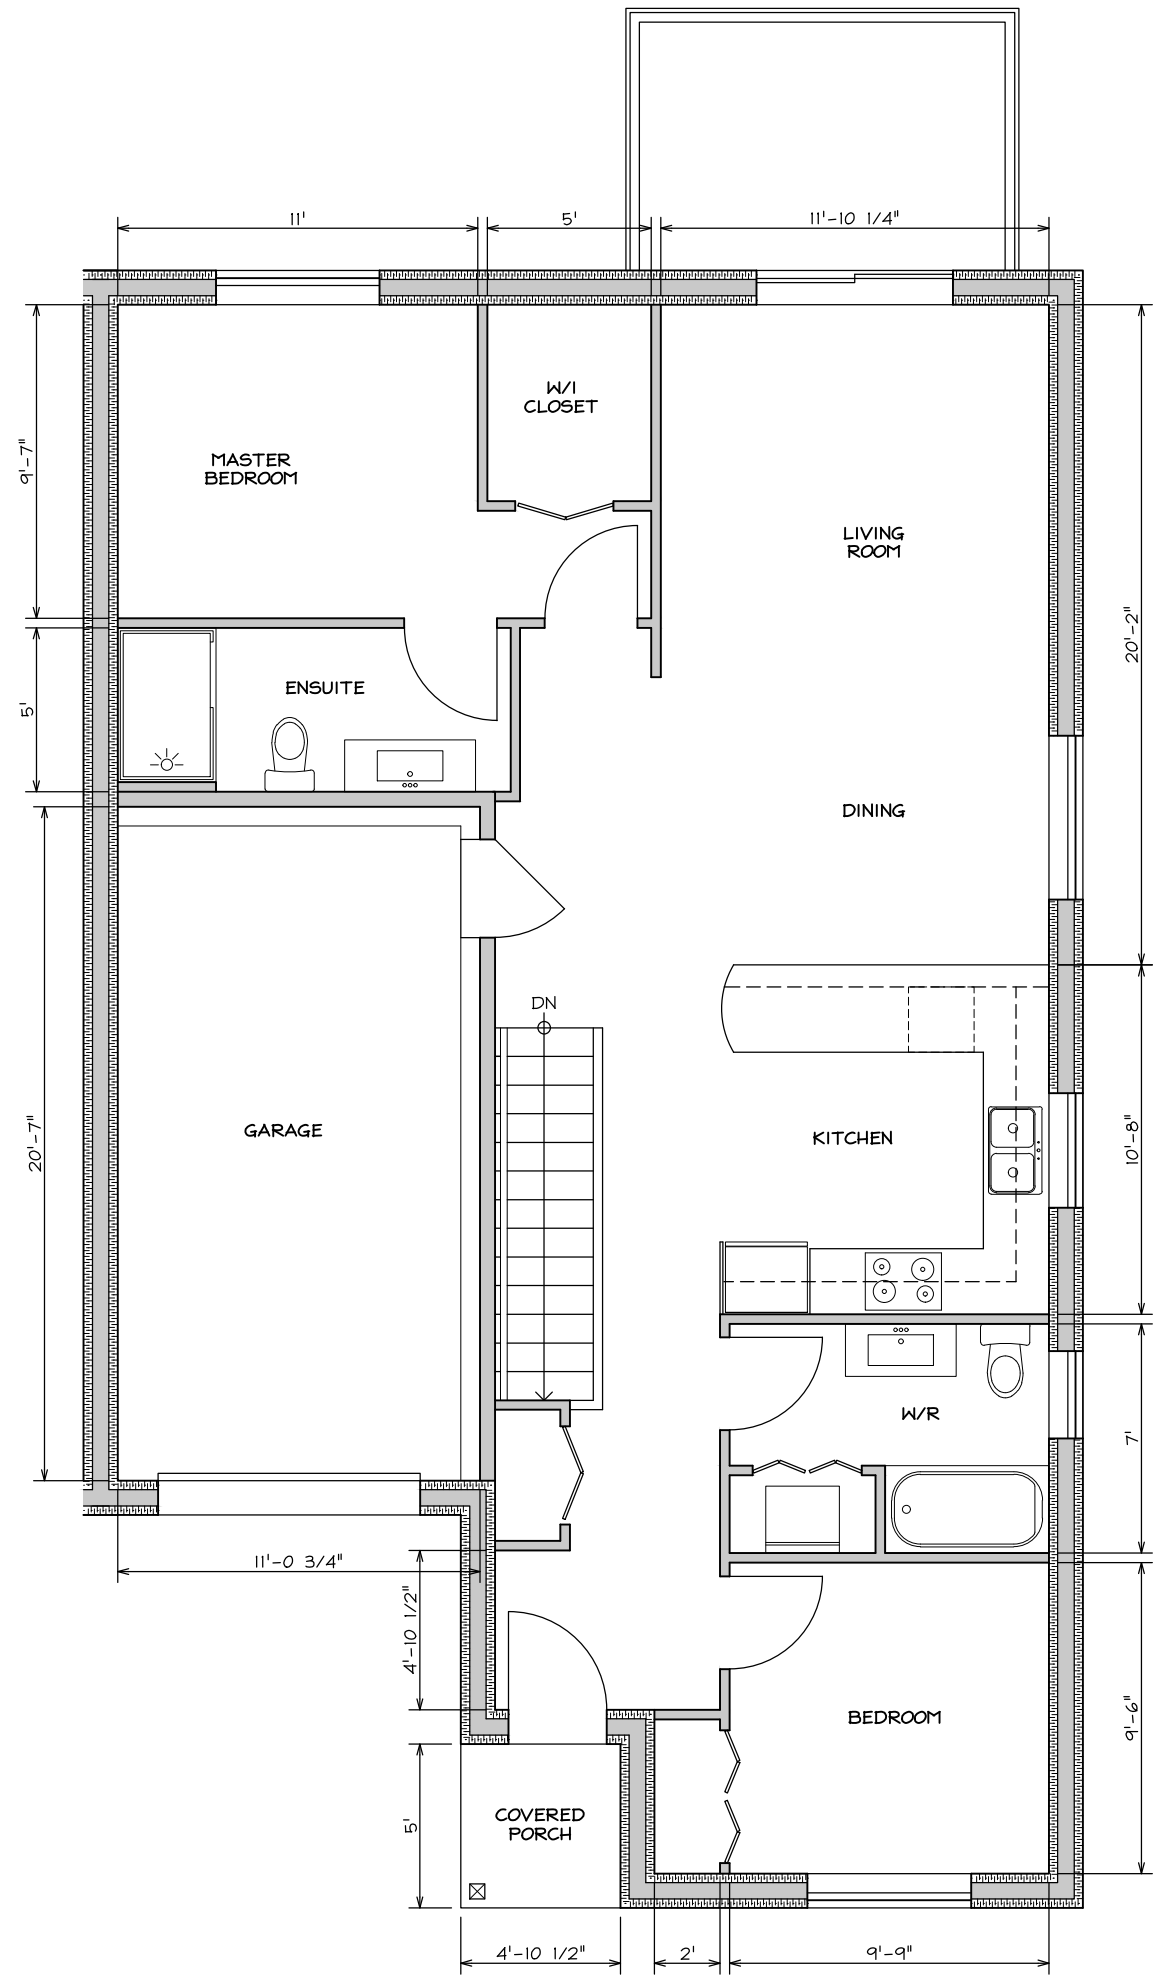 11'
5'
11'-10 1/4"
W/I
CLOSET
9'-7"
MASTER
BEDROOM
LIVING
ROOM
20'-2"
5'
ENSUITE
DINING
DN
20'-7"
GARAGE
KITCHEN
10'-8"
W/R
7'
11'-0 3/4"
4'-10 1/2"
BEDROOM
9'-6"
5'
COVERED
PORCH
4'-10 1/2"
2'
9'-9"